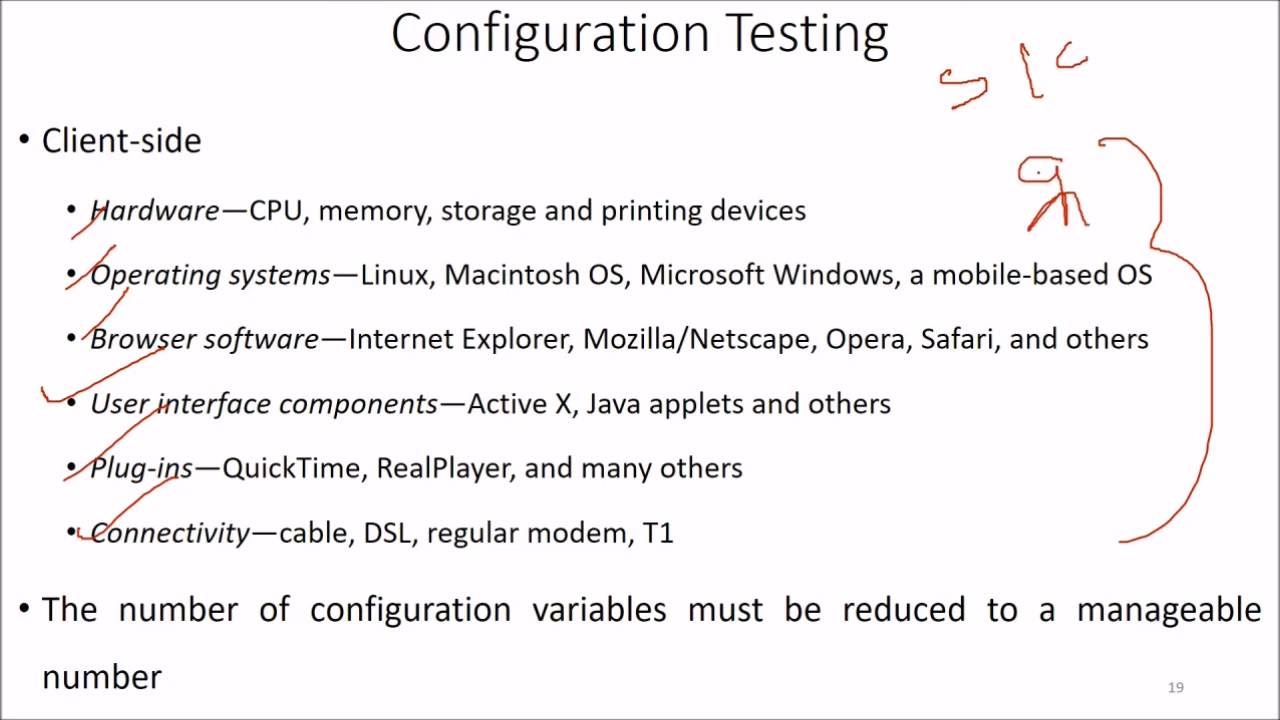 Configuration Testing
• Client-side
• Hardware—CPU, memory, storage and printing devices
• Operating systems—Linux, Macintosh OS, Microsoft Windows, a mobile-based OS
• Browser software—Internet Explorer, Mozilla/Netscape, Opera, Safari, and others
• User interface components—Active X, Java applets and others
• Plug-ins—QuickTime, RealPlayer, and many others
• Connectivity—cable, DSL, regular modem, T1
• The number of configuration variables must be reduced to a manageable
number
19